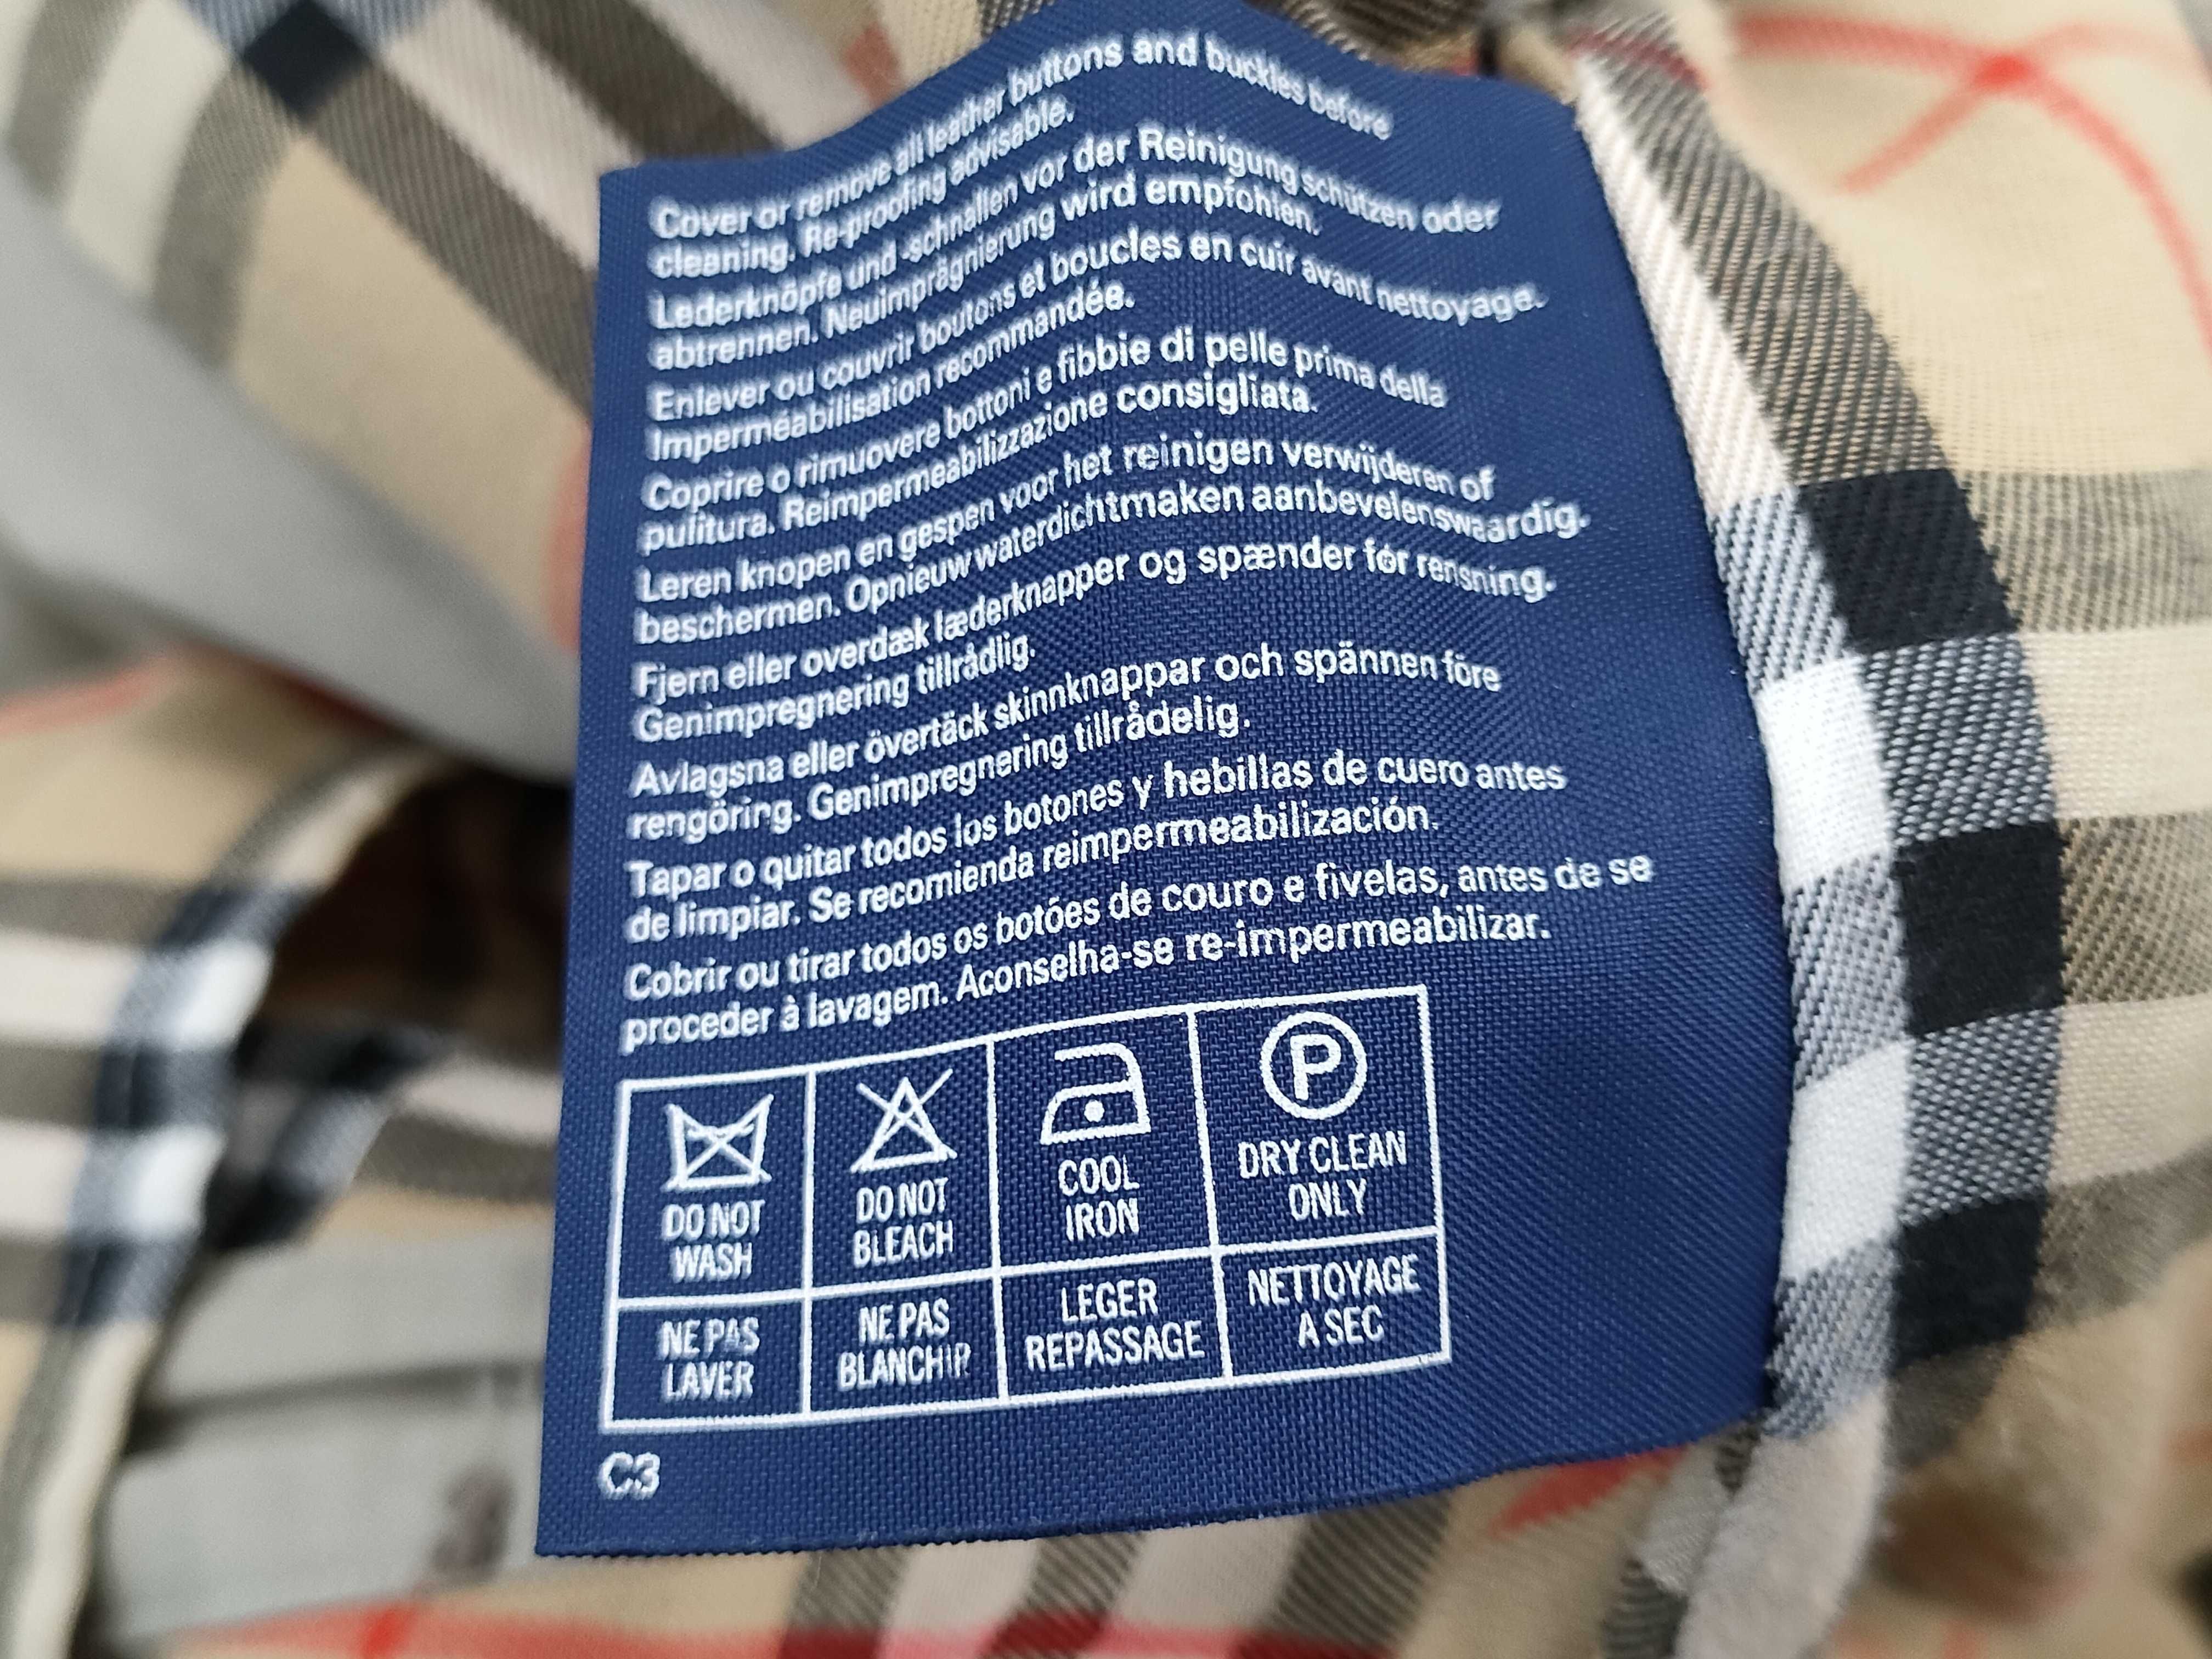 Cover or remove all leather buttons and buckles before
cleaning. Re-proofing advisable.
Lederknöpfe und -schnallen vor der Reinigung schützen oder
abtrennen. Neuimprägnierung wird empfohlen.
Enlever ou couvrir boutons et boucles en cuir avant nettoyage.
Imperméabilisation recommandée.
Coprire o rimuovere bottoni e fibbie di pelle prima della
pulitura. Reimpermeabilizzazione consigliata.
Leren knopen en gespen voor het reinigen verwijderen of
beschermen. Opnieuw waterdichtmaken aanbevelenswaardig.
Fjern eller overdæk læderknapper og spænder før rensning.
Genimpregnering tillrådlig.
Avlagsna eller övertäck skinnknappar och spännen före
rengöring. Genimpregnering tillrådelig.
Tapar o quitar todos los botones y hebillas de cuero antes
de limpiar. Se recomienda reimpermeabilización.
Cobrir ou tirar todos os botões de couro e fivelas, antes de se
proceder à lavagem. Aconselha-se re-impermeabilizar.
P
DO NOT
WASH
DO NOT
BLEACH
COOL
IRON
DRY CLEAN
ONLY
NE PAS
LAVER
NE PAS
BLANCHIR
LEGER
REPASSAGE
NETTOYAGE
A SEC
C3